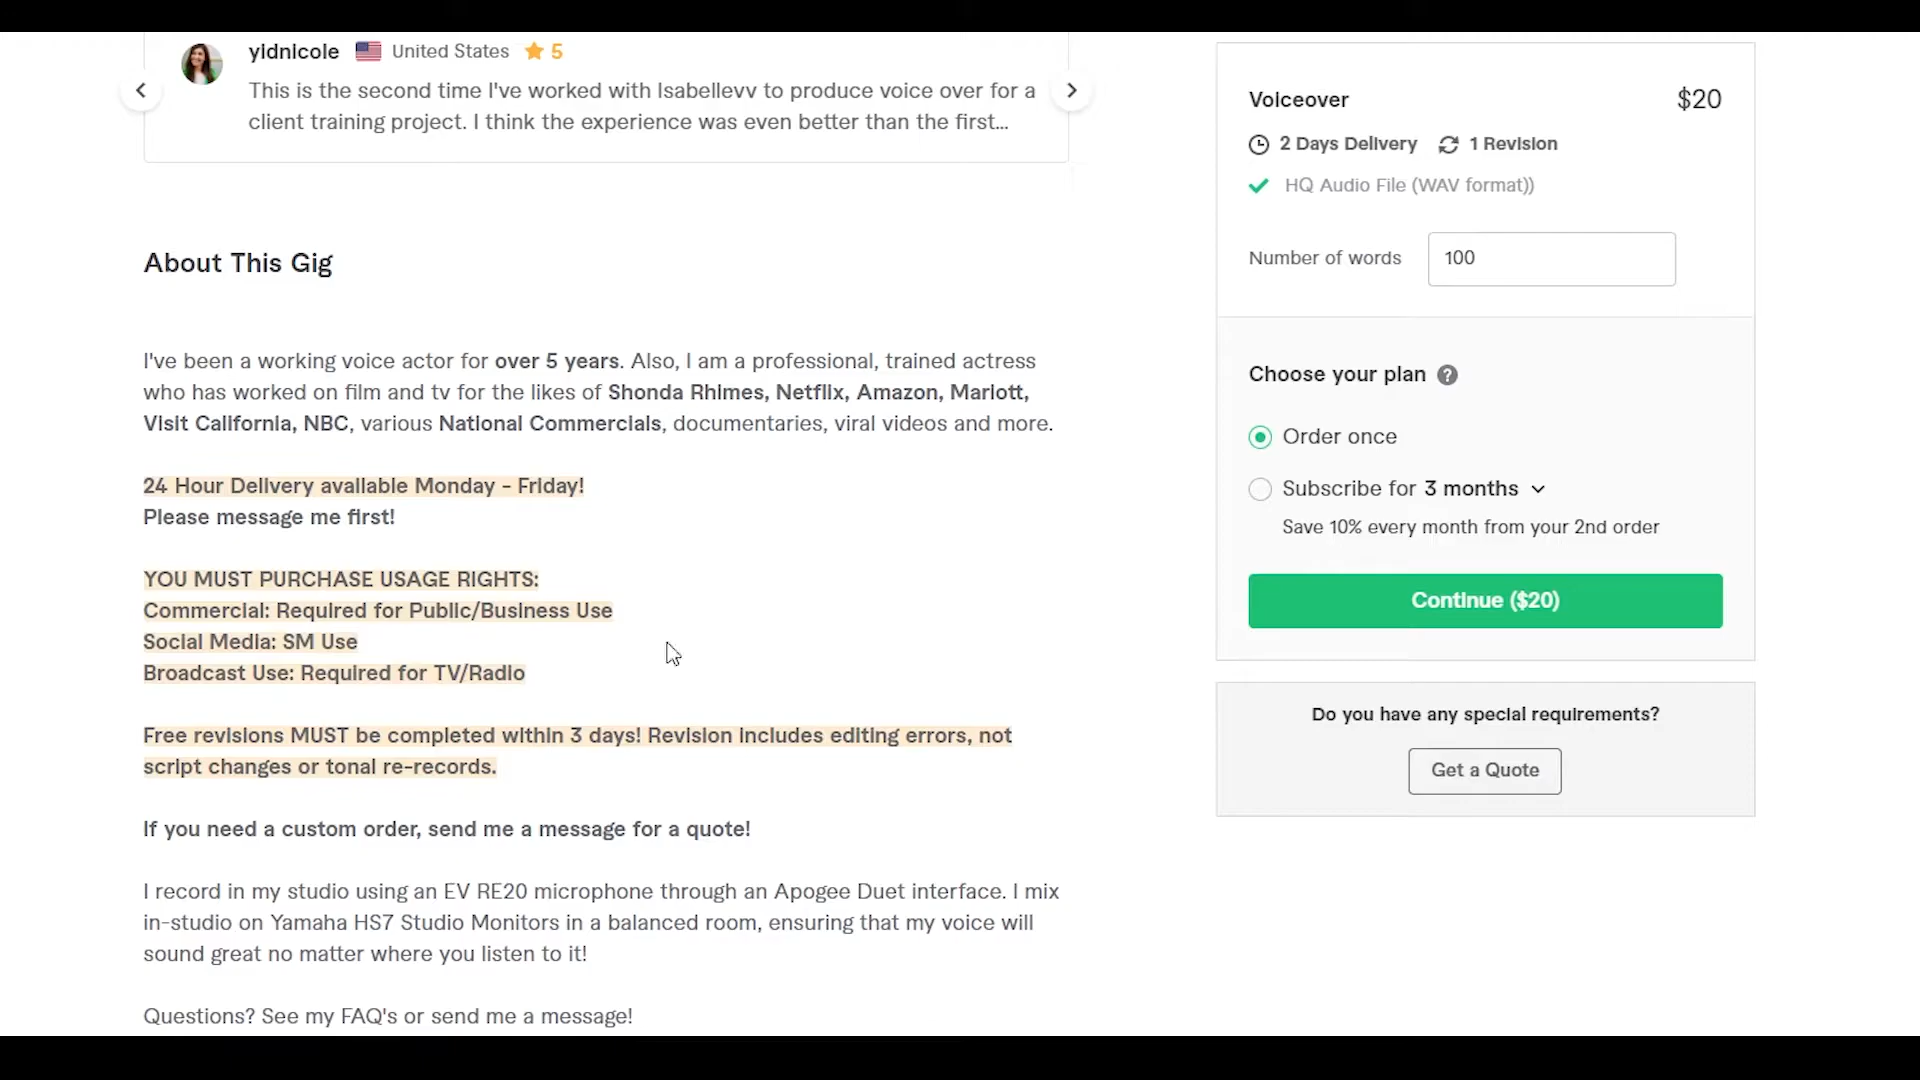 yidnicole United States 5
This is the second time I've worked with Isabellevv to produce voice over for a
client training project. I think the experience was even better than the first...
About This Gig
I've been a working voice actor for over 5 years. Also, I am a professional, trained actress
who has worked on film and tv for the likes of Shonda Rhimes, Netflix, Amazon, Mariott,
Visit California, NBC, various National Commercials, documentaries, viral videos and more.
24 Hour Delivery available Monday - Friday!
Please message me first!
YOU MUST PURCHASE USAGE RIGHTS:
Commercial: Required for Public/Business Use
Social Media: SM Use
Broadcast Use: Required for TV/Radio
Free revisions MUST be completed within 3 days! Revision includes editing errors, not
script changes or tonal re-records.
If you need a custom order, send me a message for a quote!
I record in my studio using an EV RE20 microphone through an Apogee Duet interface. I mix
in-studio on Yamaha HS7 Studio Monitors in a balanced room, ensuring that my voice will
sound great no matter where you listen to it!
Questions? See my FAQ's or send me a message!
Voiceover $20
2 Days Delivery 1 Revision
HQ Audio File (WAV format))
Number of words 100
Choose your plan ?
Order once
Subscribe for 3 months
Save 10% every month from your 2nd order
Continue ($20)
Do you have any special requirements?
Get a Quote